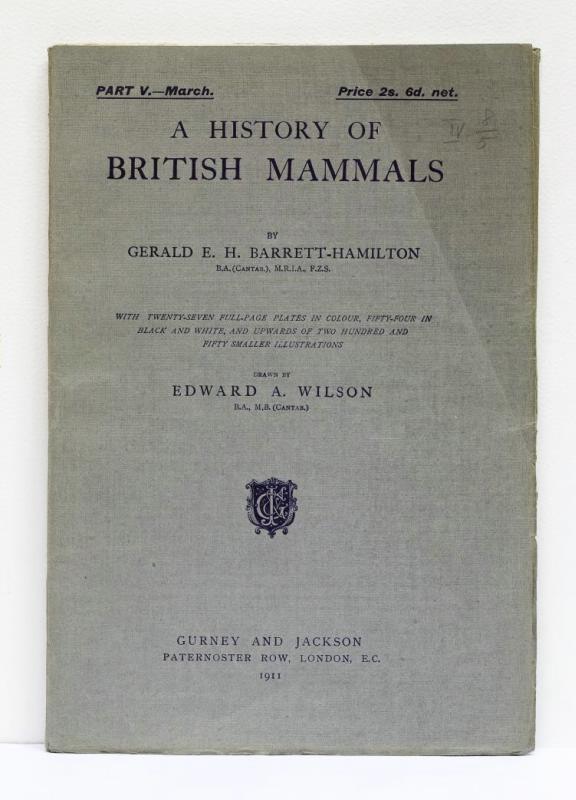 PART V.—March. Price 2s. 6d. net.
A HISTORY OF
BRITISH MAMMALS
BY
GERALD E. H. BARRETT-HAMILTON
B.A. (CANTAB.), M.R.I.A., F.Z.S.
WITH TWENTY-SEVEN FULL-PAGE PLATES IN COLOUR, FIFTY-FOUR IN
BLACK AND WHITE, AND UPWARDS OF TWO HUNDRED AND
FIFTY SMALLER ILLUSTRATIONS
DRAWN BY
EDWARD A. WILSON
B.A., M.B. (CANTAB.)
GURNEY AND JACKSON
PATERNOSTER ROW, LONDON, E.C.
1911